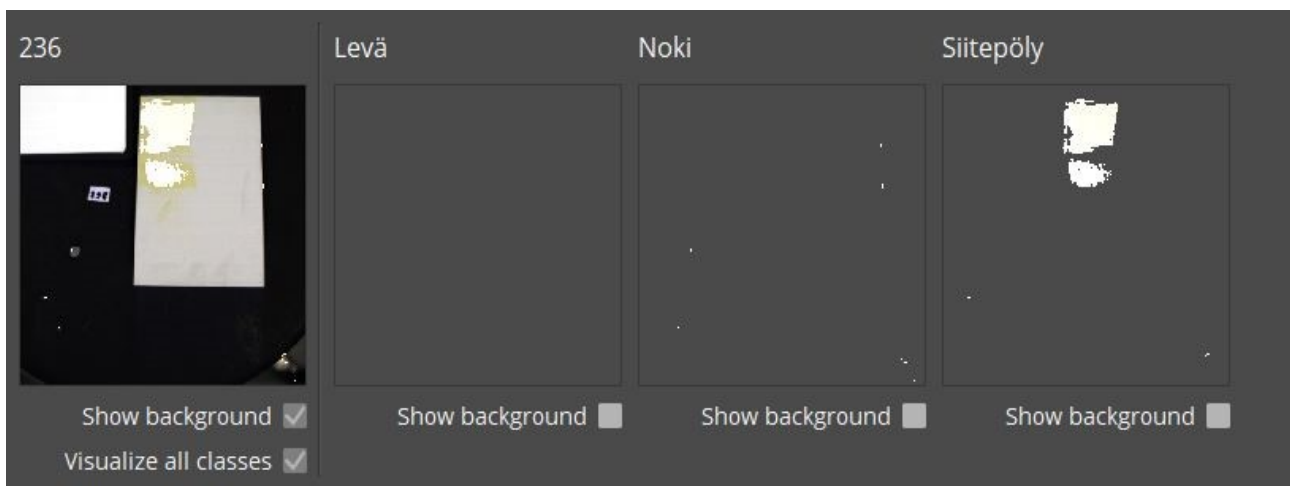 236
Levä
Noki
Siitepöly
Show background
Show background
Show background
Show background
Visualize all classes